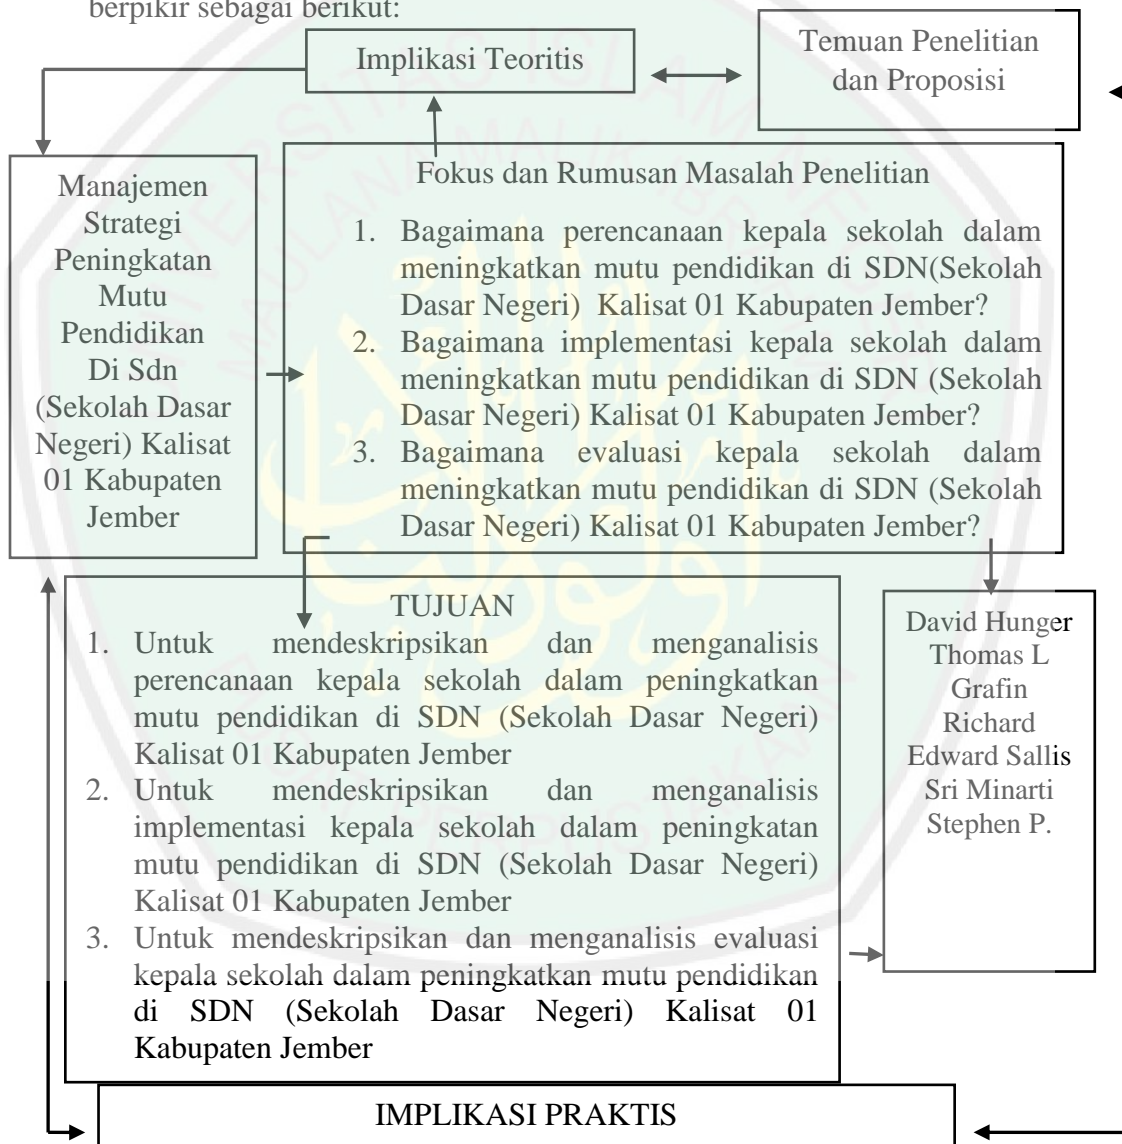 berpikir sebagai berikut:
Implikasi Teoritis
Temuan Penelitian
dan Proposisi
Manajemen
Strategi
Peningkatan
Mutu
Pendidikan
Di Sdn
(Sekolah Dasar
Negeri) Kalisat
01 Kabupaten
Jember
Fokus dan Rumusan Masalah Penelitian
1. Bagaimana perencanaan kepala sekolah dalam
meningkatkan mutu pendidikan di SDN(Sekolah
Dasar Negeri) Kalisat 01 Kabupaten Jember?
2. Bagaimana implementasi kepala sekolah dalam
meningkatkan mutu pendidikan di SDN (Sekolah
Dasar Negeri) Kalisat 01 Kabupaten Jember?
3. Bagaimana evaluasi kepala sekolah dalam
meningkatkan mutu pendidikan di SDN (Sekolah
Dasar Negeri) Kalisat 01 Kabupaten Jember?
TUJUAN
1. Untuk mendeskripsikan dan menganalisis
perencanaan kepala sekolah dalam peningkatkan
mutu pendidikan di SDN (Sekolah Dasar Negeri)
Kalisat 01 Kabupaten Jember
2. Untuk mendeskripsikan dan menganalisis
implementasi kepala sekolah dalam peningkatan
mutu pendidikan di SDN (Sekolah Dasar Negeri)
Kalisat 01 Kabupaten Jember
3. Untuk mendeskripsikan dan menganalisis evaluasi
kepala sekolah dalam peningkatkan mutu pendidikan
di SDN (Sekolah Dasar Negeri) Kalisat 01
Kabupaten Jember
David Hunger
Thomas L
Grafin
Richard
Edward Sallis
Sri Minarti
Stephen P.
IMPLIKASI PRAKTIS